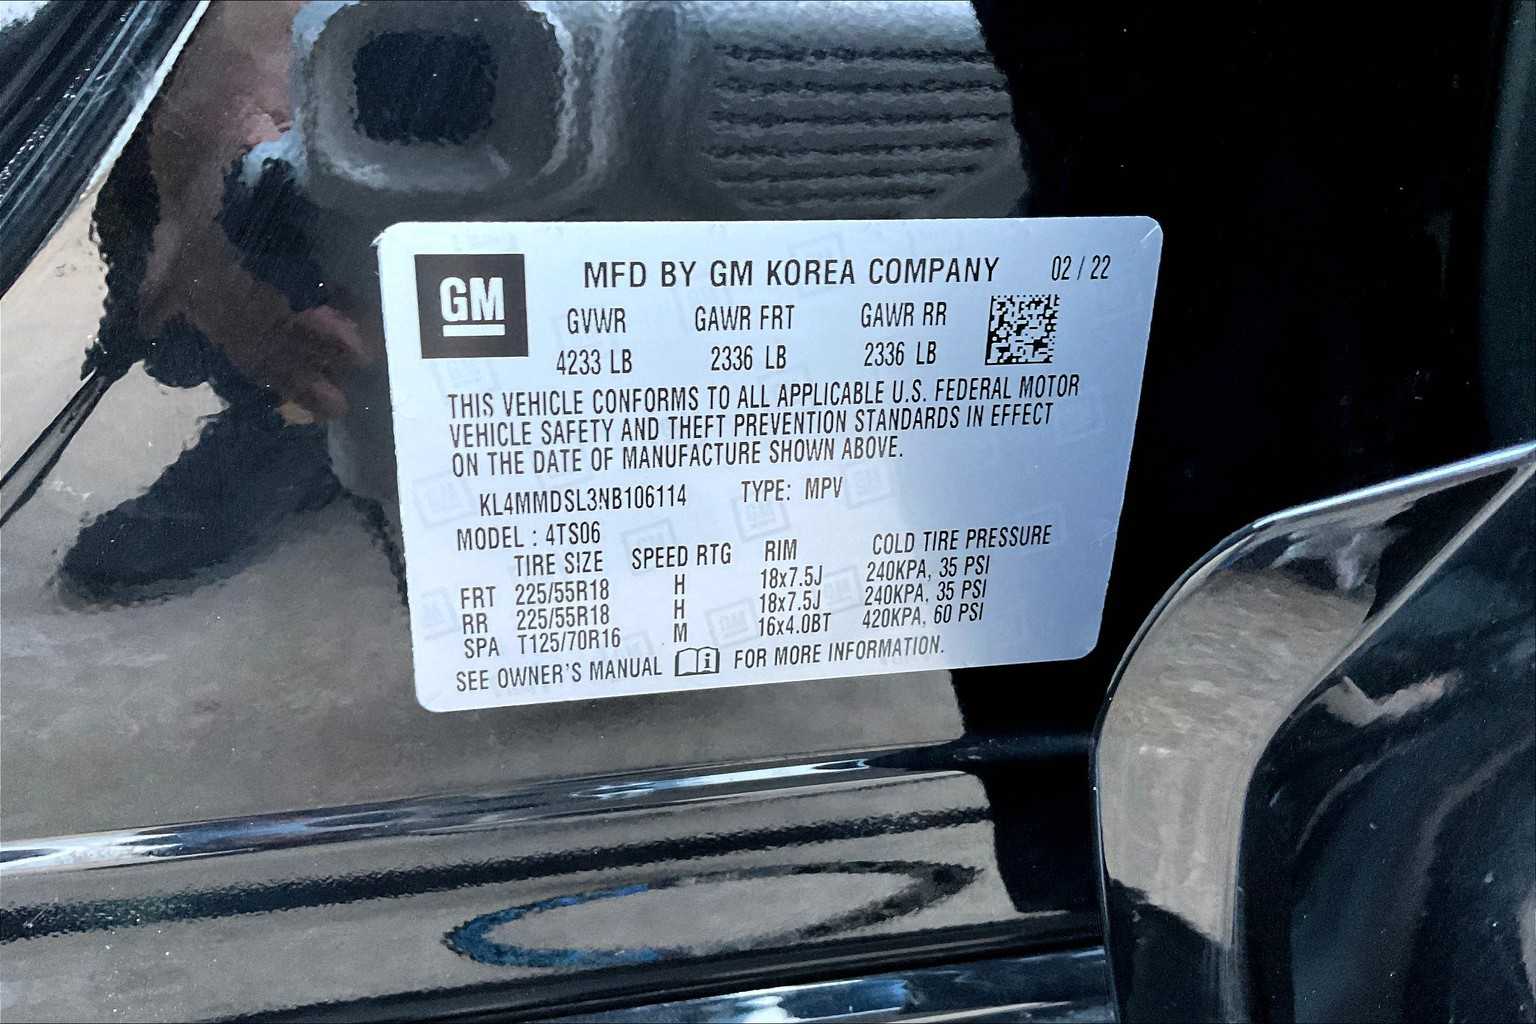 GM MFD BY GM KOREA COMPANY 02 / 22
GVWR GAWR FRT GAWR RR
4233 LB 2336 LB 2336 LB
THIS VEHICLE CONFORMS TO ALL APPLICABLE U.S. FEDERAL MOTOR
VEHICLE SAFETY AND THEFT PREVENTION STANDARDS IN EFFECT
ON THE DATE OF MANUFACTURE SHOWN ABOVE.
KL4MMDSL3NB106114 TYPE: MPV
MODEL : 4TS06
TIRE SIZE SPEED RTG RIM COLD TIRE PRESSURE
FRT 225/55R18 H 18x7.5J 240KPA, 35 PSI
RR 225/55R18 H 18x7.5J 240KPA, 35 PSI
SPA T125/70R16 M 16x4.0BT 420KPA, 60 PSI
SEE OWNER'S MANUAL FOR MORE INFORMATION.